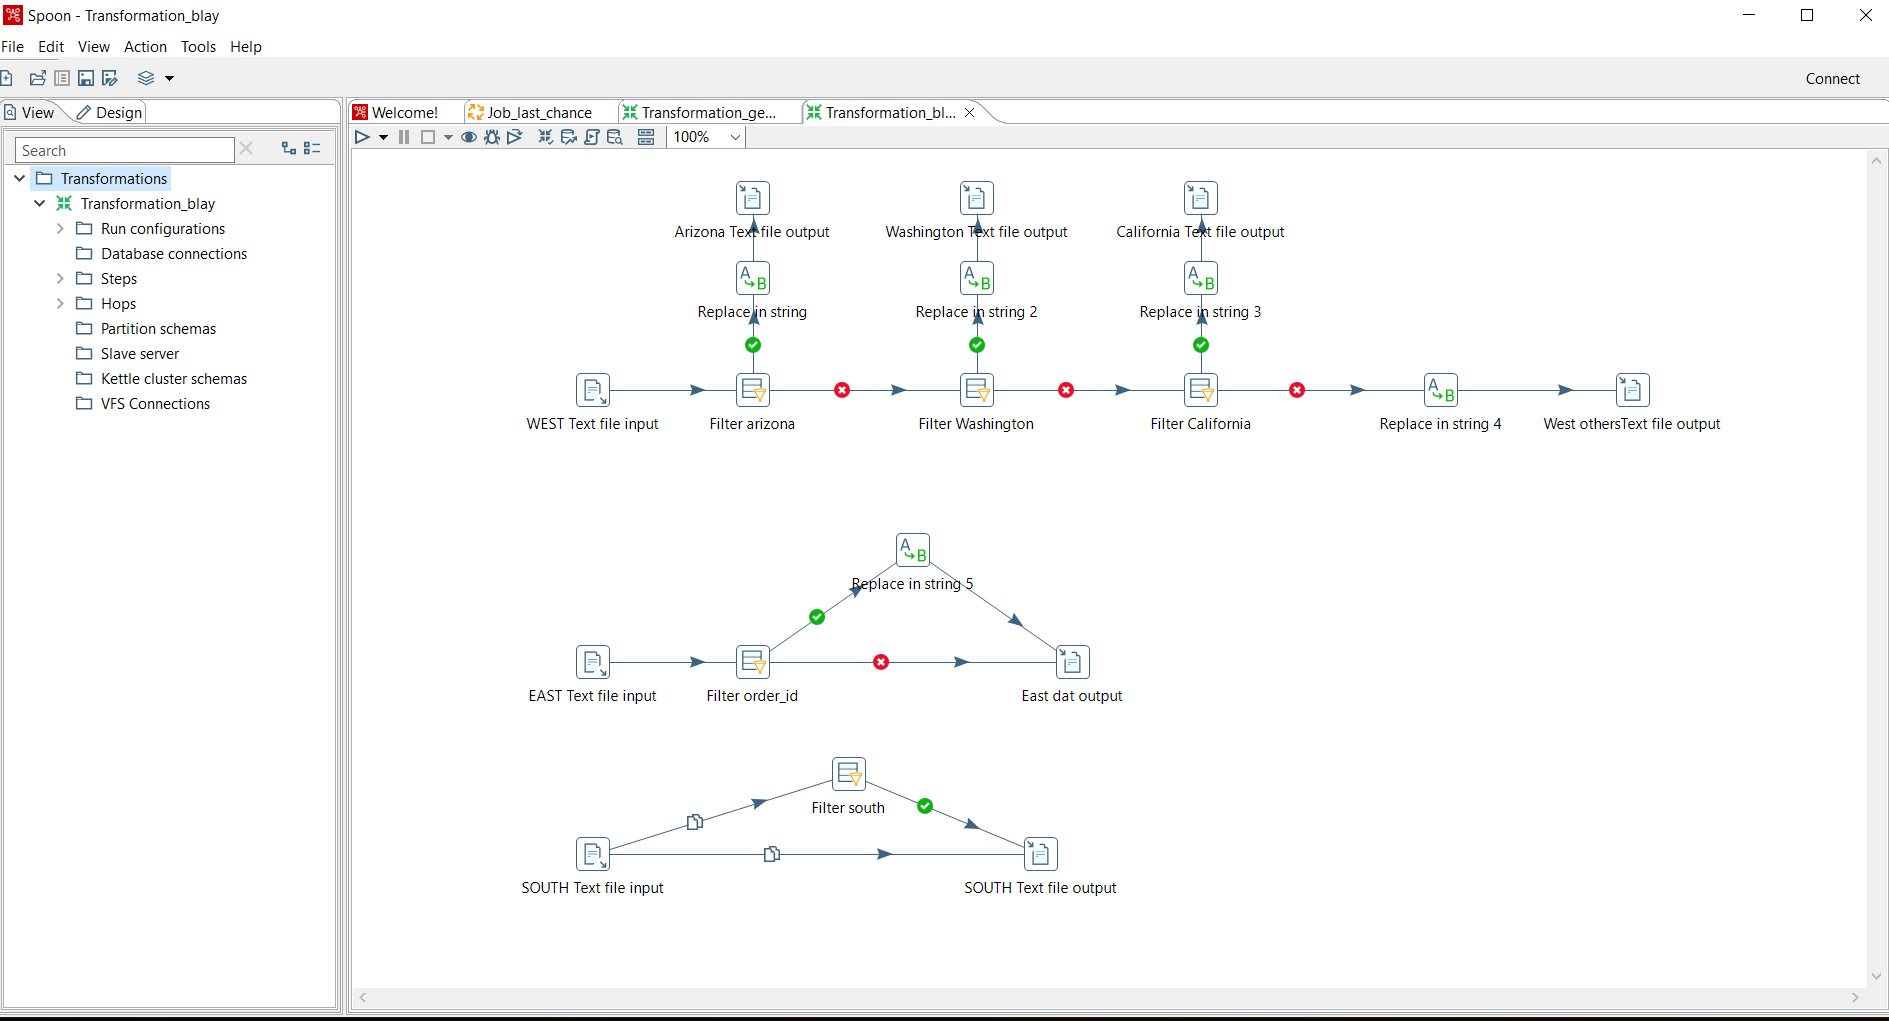 Spoon - Transformation_blay
File Edit View Action Tools Help
Connect
View Design
Welcome! Job_last_chance Transformation_ge... Transformation_bl...
100%
Search
Transformations
Transformation_blay
Run configurations
Database connections
Steps
Hops
Partition schemas
Slave server
Kettle cluster schemas
VFS Connections
Arizona Text file output Washington Text file output California Text file output
A B A B A B
Replace in string Replace in string 2 Replace in string 3
A B
WEST Text file input Filter arizona Filter Washington Filter California Replace in string 4 West othersText file output
A B
Replace in string 5
EAST Text file input Filter order_id East dat output
Filter south
SOUTH Text file input SOUTH Text file output